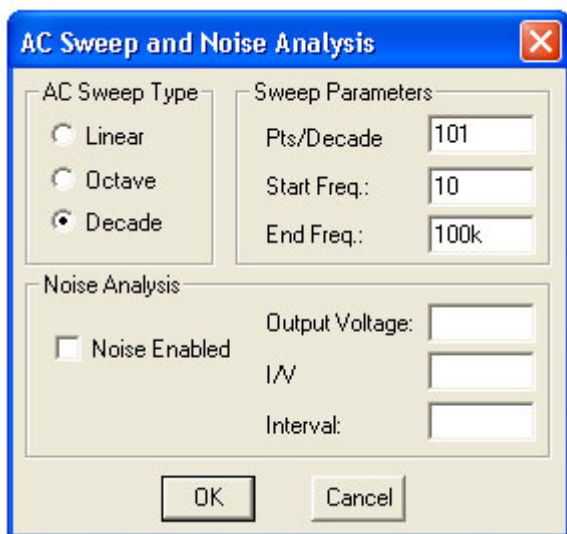 AC Sweep and Noise Analysis
AC Sweep Type
Linear
Octave
Decade
Sweep Parameters
Pts/Decade 101
Start Freq.: 10
End Freq.: 100k
Noise Analysis
Noise Enabled
Output Voltage:
I/V
Interval:
OK Cancel